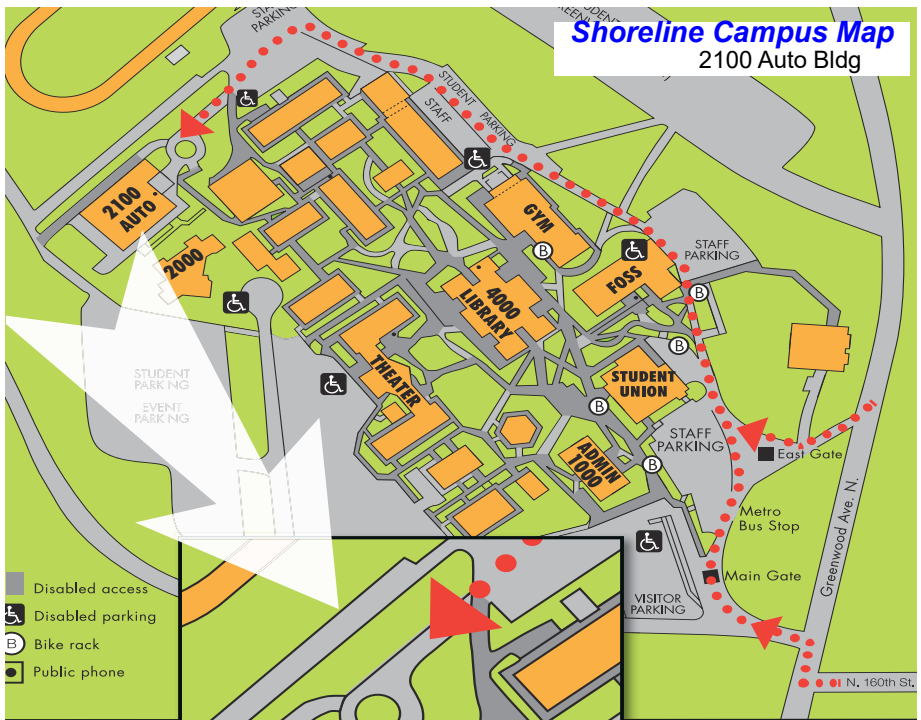 Shoreline Campus Map
2100 Auto Bldg
PARKING
STUDENT
STUDENT
PARKING
STAFF
2100
AUTO
2000
GYM
B
STAFF
PARKING
FOSS
B
4000
LIBRARY
B
THEATER
STUDENT
UNION
B
STUDENT
PARKING
EVENT
PARKING
STAFF
PARKING
East Gate
ADMIN
1000
B
Metro
Bus Stop
Greenwood Ave. N.
Main Gate
VISITOR
PARKING
N. 160th St.
Disabled access
Disabled parking
B Bike rack
Public phone